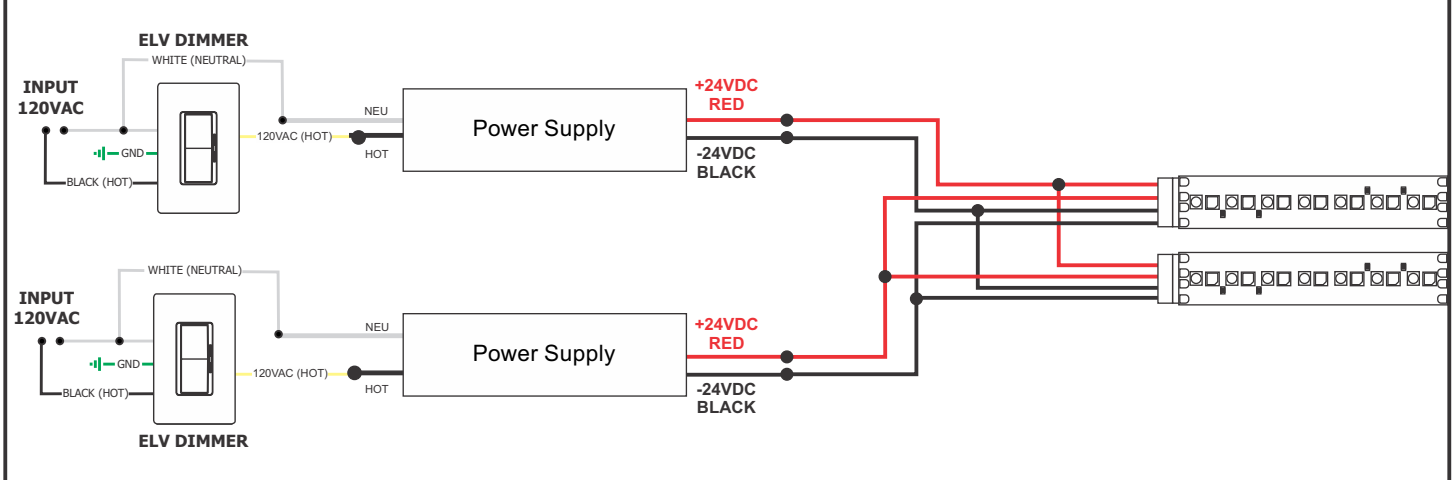 ELV DIMMER
WHITE (NEUTRAL)
INPUT
120VAC
GND
BLACK (HOT)
120VAC (HOT)
NEU
HOT
Power Supply
+24VDC
RED
-24VDC
BLACK
WHITE (NEUTRAL)
INPUT
120VAC
GND
BLACK (HOT)
120VAC (HOT)
ELV DIMMER
NEU
HOT
Power Supply
+24VDC
RED
-24VDC
BLACK